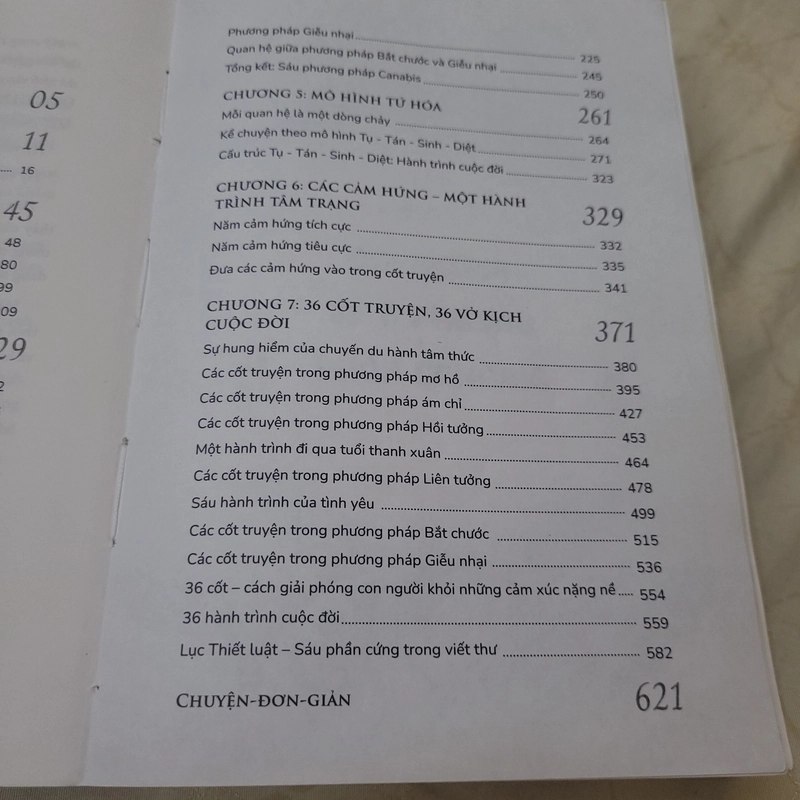 05
11
16
45
48
80
99
09
29
2
Phương pháp Giễu nhại 225
Quan hệ giữa phương pháp Bắt chước và Giễu nhại 245
Tổng kết: Sáu phương pháp Canabis 250
CHƯƠNG 5: MÔ HÌNH TỨ HÓA 261
Mỗi quan hệ là một dòng chảy 264
Kể chuyện theo mô hình Tụ - Tán - Sinh - Diệt 271
Cấu trúc Tụ - Tán - Sinh - Diệt: Hành trình cuộc đời 323
CHƯƠNG 6: CÁC CẢM HỨNG – MỘT HÀNH
TRÌNH TÂM TRẠNG 329
Năm cảm hứng tích cực 332
Năm cảm hứng tiêu cực 335
Đưa các cảm hứng vào trong cốt truyện 341
CHƯƠNG 7: 36 CỐT TRUYỆN, 36 VỞ KỊCH
CUỘC ĐỜI 371
Sự hung hiểm của chuyến du hành tâm thức 380
Các cốt truyện trong phương pháp mơ hồ 395
Các cốt truyện trong phương pháp ám chỉ 427
Các cốt truyện trong phương pháp Hồi tưởng 453
Một hành trình đi qua tuổi thanh xuân 464
Các cốt truyện trong phương pháp Liên tưởng 478
Sáu hành trình của tình yêu 499
Các cốt truyện trong phương pháp Bắt chước 515
Các cốt truyện trong phương pháp Giễu nhại 536
36 cốt – cách giải phóng con người khỏi những cảm xúc nặng nề 554
36 hành trình cuộc đời 559
Lục Thiết luật – Sáu phần cứng trong viết thư 582
CHUYỆN-ĐƠN-GIẢN 621